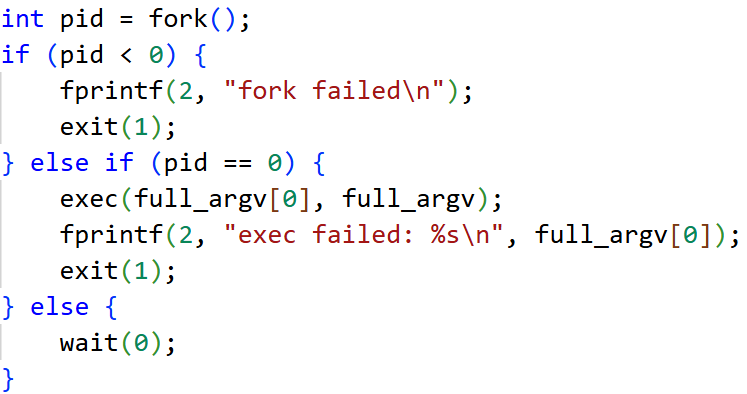 int pid = fork();
if (pid < 0) {
    fprintf(2, "fork failed\n");
    exit(1);
} else if (pid == 0) {
    exec(full_argv[0], full_argv);
    fprintf(2, "exec failed: %s\n", full_argv[0]);
    exit(1);
} else {
    wait(0);
}